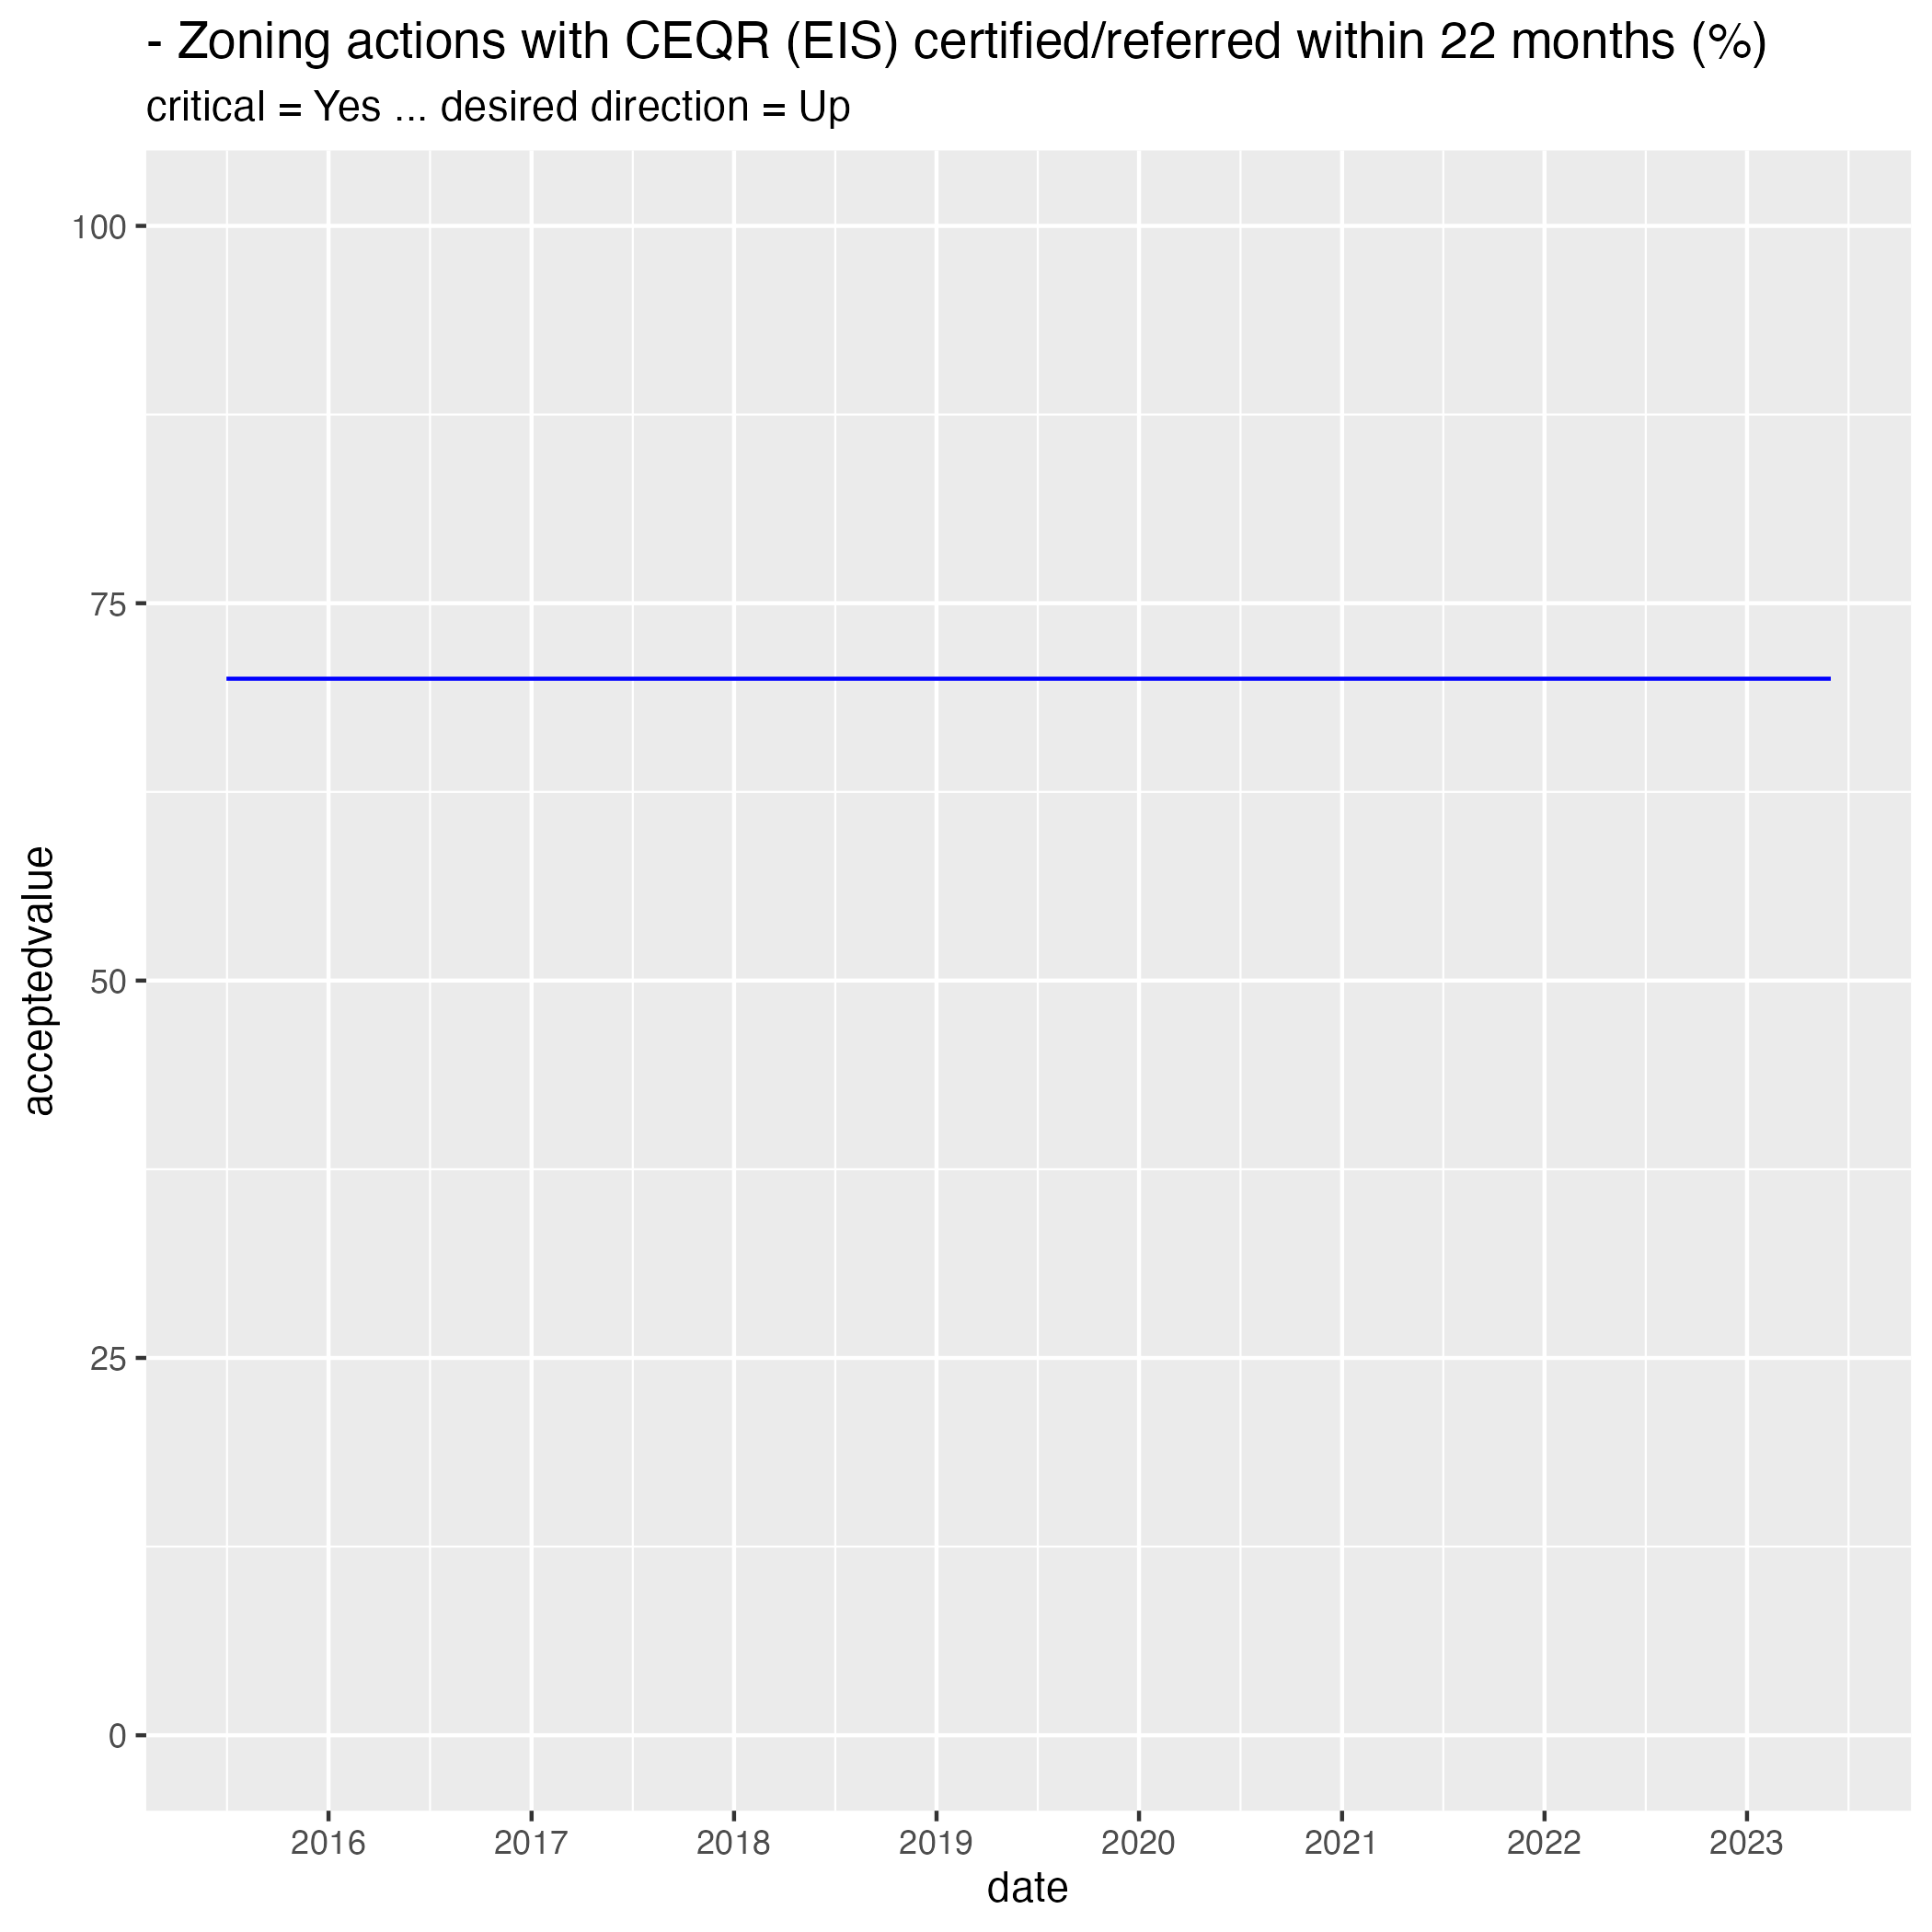 - Zoning actions with CEQR (EIS) certified/referred within 22 months (%)
critical = Yes ... desired direction = Up
100
75
50
25
0
acceptedvalue
2016 2017 2018 2019 2020 2021 2022 2023
date